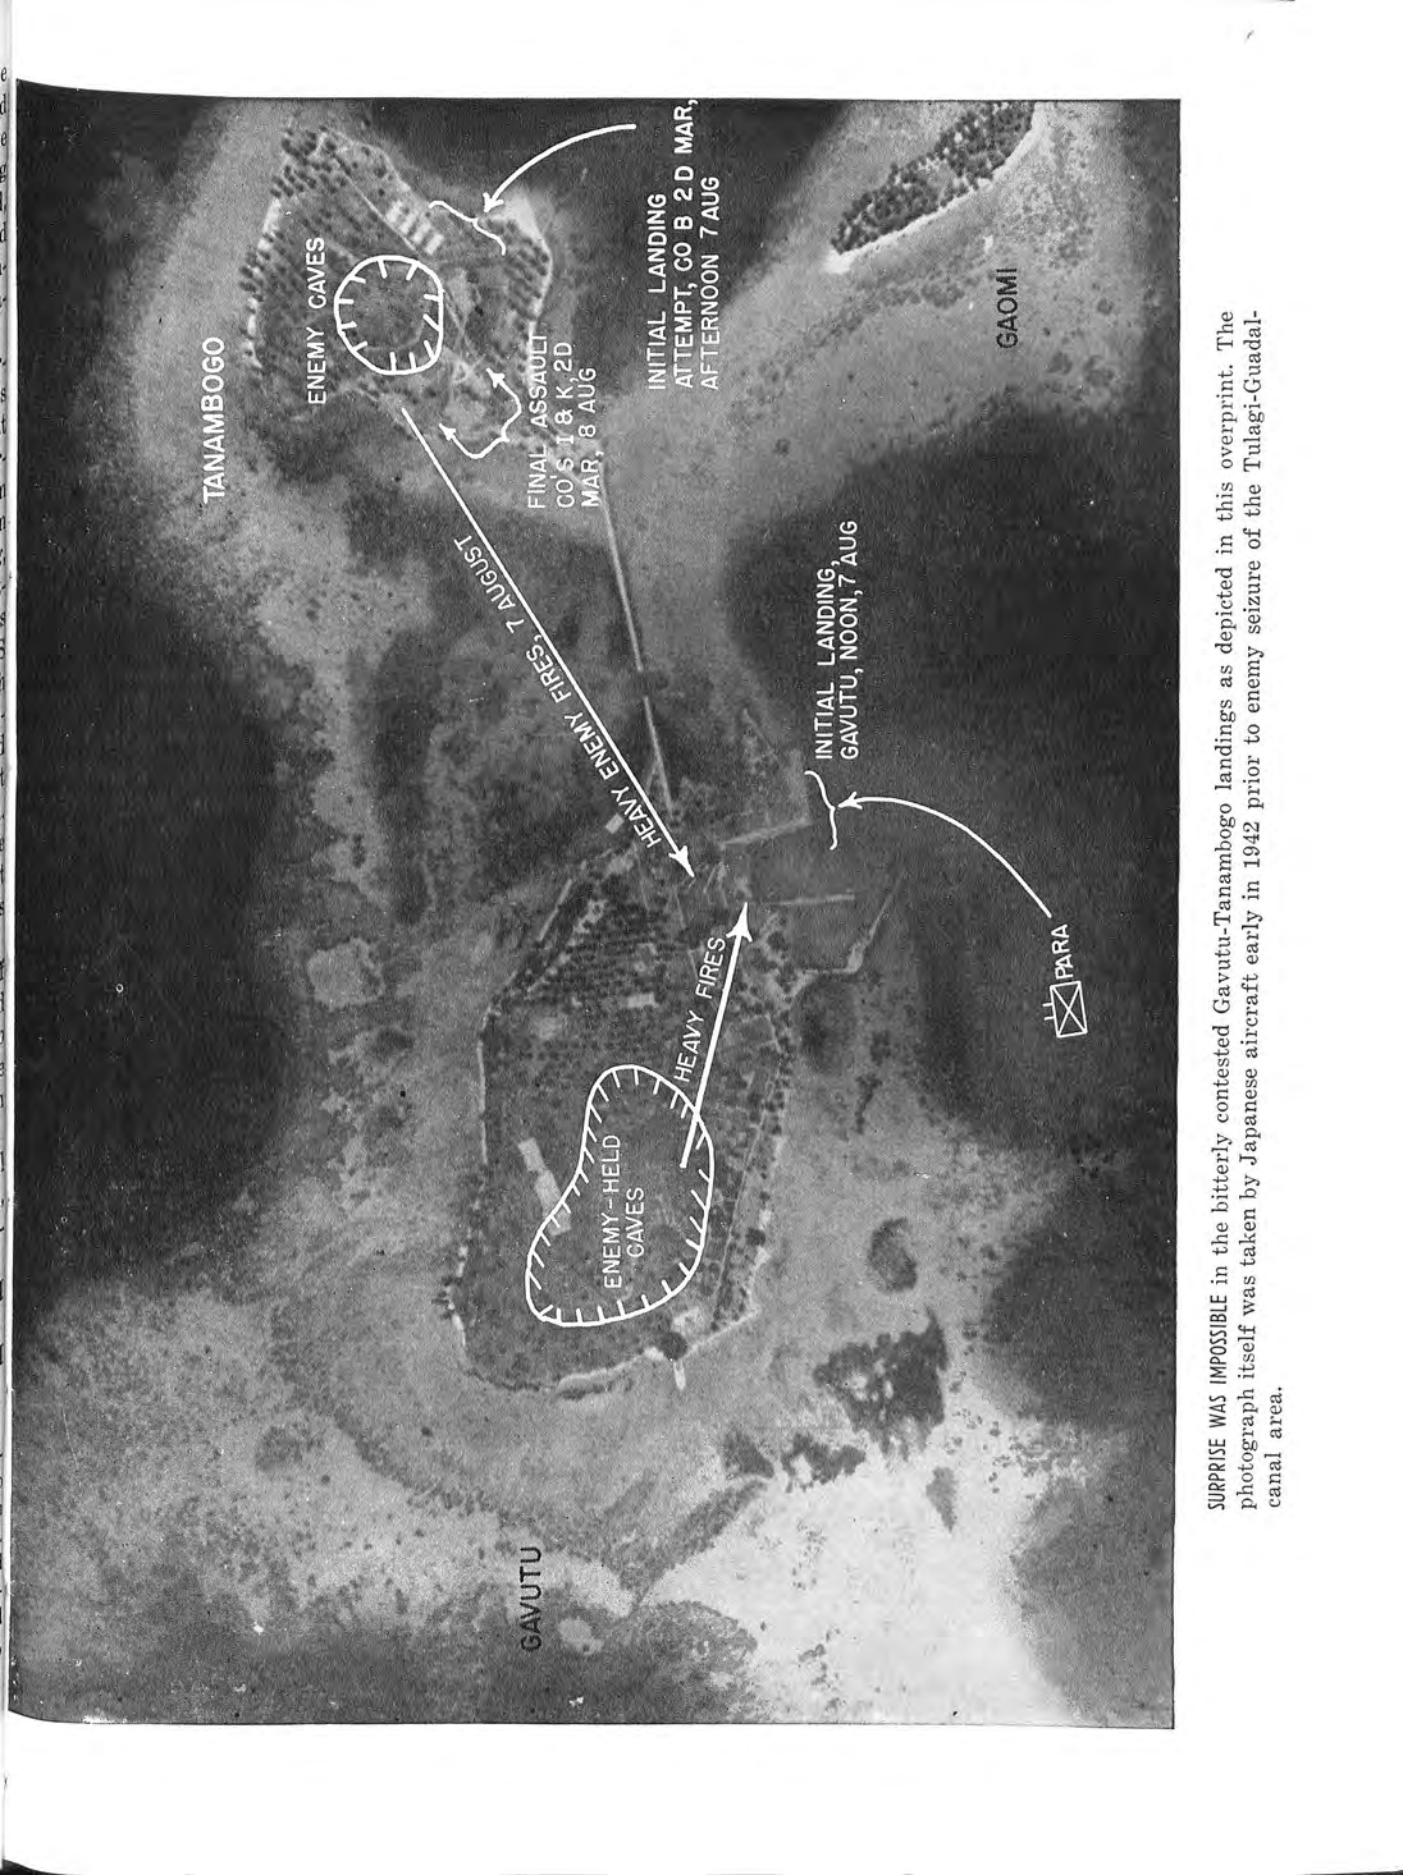 TANAMBOGO
ENEMY CAVES
FINAL ASSAULT
CO'S I & K, 2D
MAR, 8 AUG
INITIAL LANDING
ATTEMPT, CO B 2D MAR,
AFTERNOON 7 AUG
HEAVY ENEMY FIRES, 7 AUGUST
GAOMI
INITIAL LANDING,
GAVUTU, NOON, 7 AUG
HEAVY FIRES
ENEMY-HELD
CAVES
PARA
GAVUTU
SURPRISE WAS IMPOSSIBLE in the bitterly contested Gavutu-Tanambogo landings as depicted in this overprint. The
photograph itself was taken by Japanese aircraft early in 1942 prior to enemy seizure of the Tulagi-Guadal-
canal area.